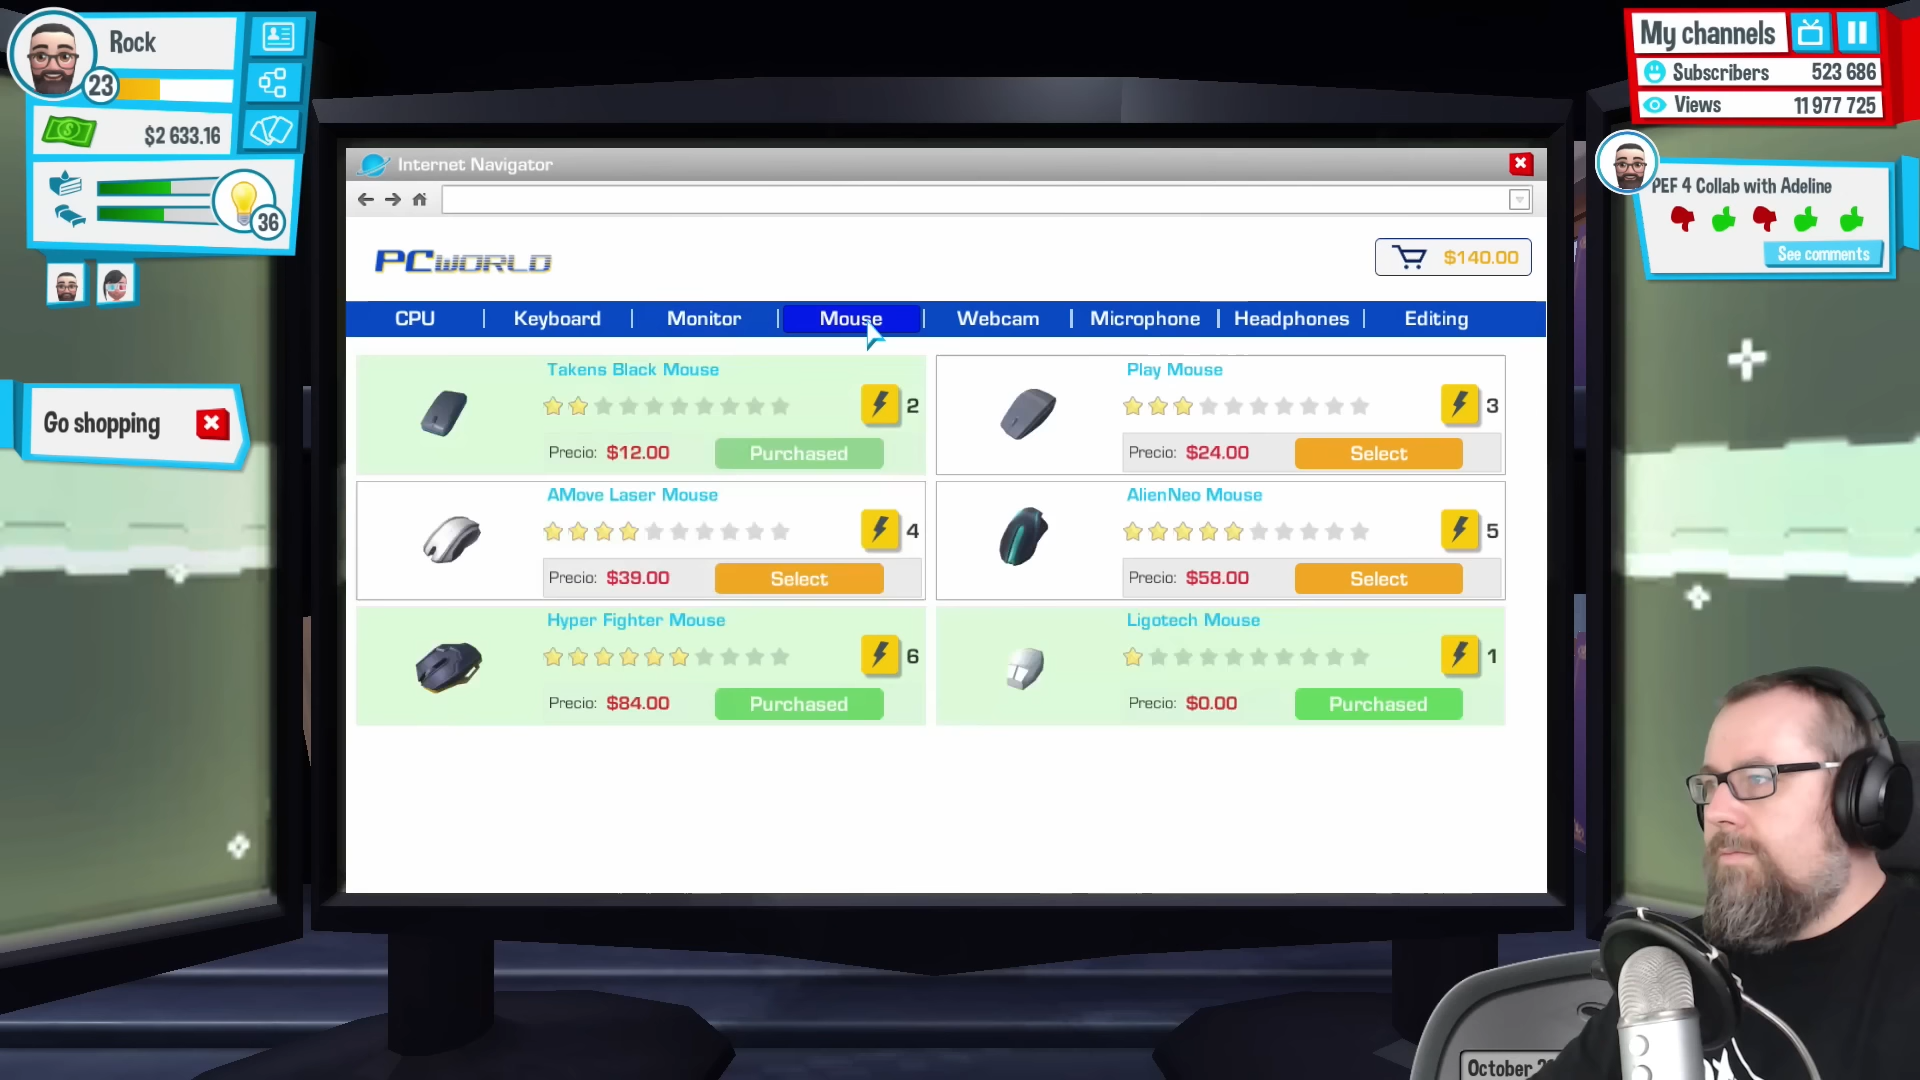 Rock
23
$2 633.16
36
My channels
Subscribers 523 686
Views 11 977 725
PEF 4 Collab with Adeline
See comments
Go shopping
Internet Navigator
PCWORLD
$140.00
CPU | Keyboard | Monitor | Mouse | Webcam | Microphone | Headphones | Editing
Takens Black Mouse
2
Precio: $12.00 Purchased
Play Mouse
3
Precio: $24.00 Select
AMove Laser Mouse
4
Precio: $39.00 Select
AlienNeo Mouse
5
Precio: $58.00 Select
Hyper Fighter Mouse
6
Precio: $84.00 Purchased
Ligotech Mouse
1
Precio: $0.00 Purchased
October